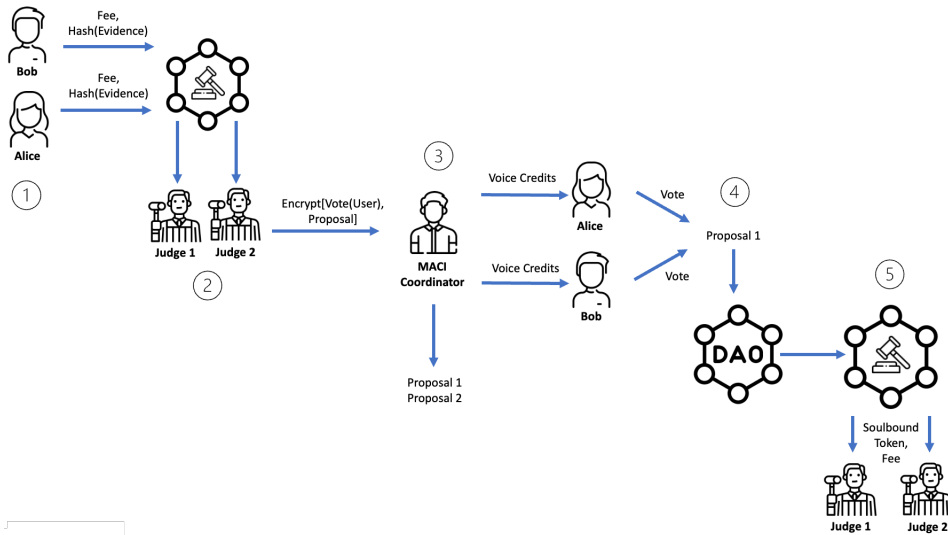 Fee,
Hash(Evidence)
Bob
Fee,
Hash(Evidence)
Alice
1
Judge 1
Judge 2
2
Encrypt[Vote(User),
Proposal]
3
MACI
Coordinator
Proposal 1
Proposal 2
Voice Credits
Alice
Voice Credits
Bob
Vote
Vote
4
Proposal 1
DAO
5
Soulbound
Token,
Fee
Judge 1
Judge 2